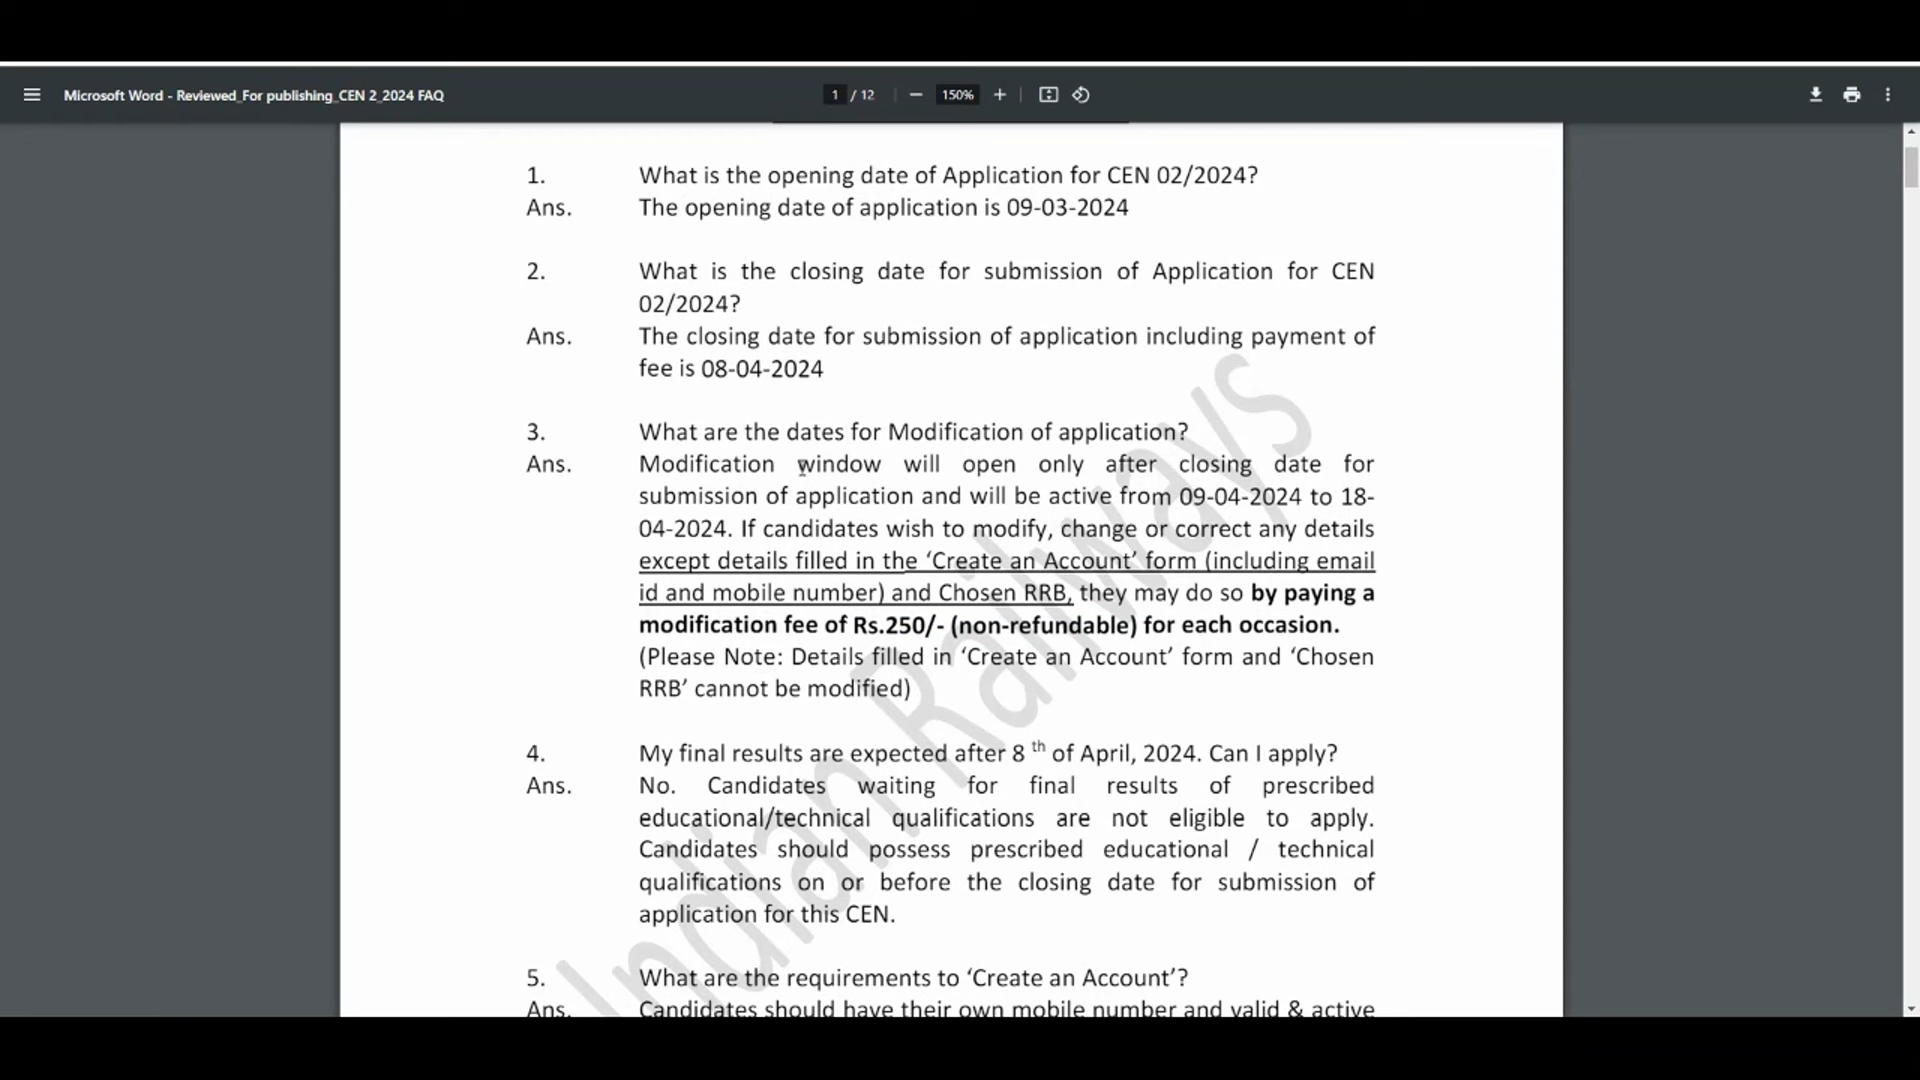 Microsoft Word - Reviewed_For publishing_CEN 2_2024 FAQ
1 / 12
150%
1. What is the opening date of Application for CEN 02/2024?
Ans. The opening date of application is 09-03-2024
2. What is the closing date for submission of Application for CEN
02/2024?
Ans. The closing date for submission of application including payment of
fee is 08-04-2024
3. What are the dates for Modification of application?
Ans. Modification window will open only after closing date for
submission of application and will be active from 09-04-2024 to 18-
04-2024. If candidates wish to modify, change or correct any details
except details filled in the ‘Create an Account’ form (including email
id and mobile number) and Chosen RRB, they may do so by paying a
modification fee of Rs.250/- (non-refundable) for each occasion.
(Please Note: Details filled in ‘Create an Account’ form and ‘Chosen
RRB’ cannot be modified)
4. My final results are expected after 8 th of April, 2024. Can I apply?
Ans. No. Candidates waiting for final results of prescribed
educational/technical qualifications are not eligible to apply.
Candidates should possess prescribed educational / technical
qualifications on or before the closing date for submission of
application for this CEN.
5. What are the requirements to ‘Create an Account’?
Ans. Candidates should have their own mobile number and valid & active
Indian Railways